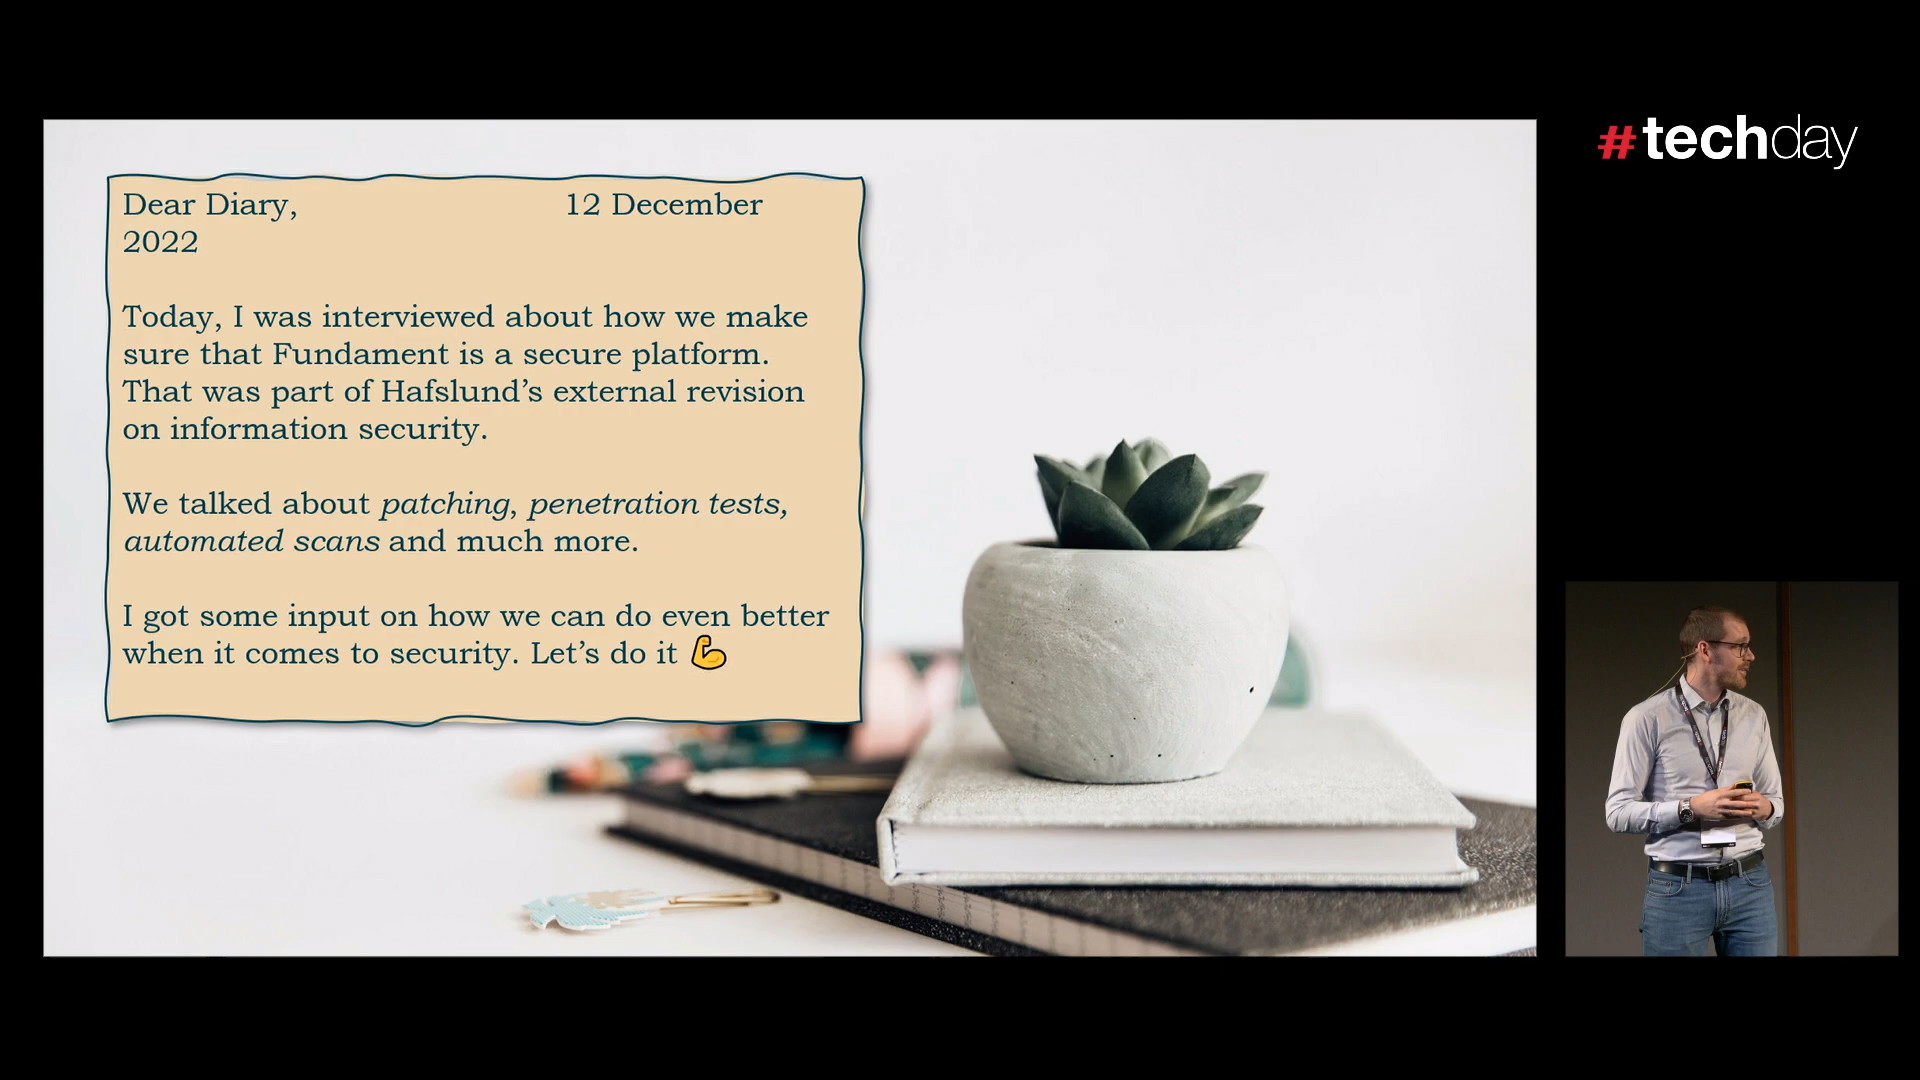 #techday
Dear Diary, 12 December
2022
Today, I was interviewed about how we make
sure that Fundament is a secure platform.
That was part of Hafslund’s external revision
on information security.
We talked about patching, penetration tests,
automated scans and much more.
I got some input on how we can do even better
when it comes to security. Let’s do it 💪